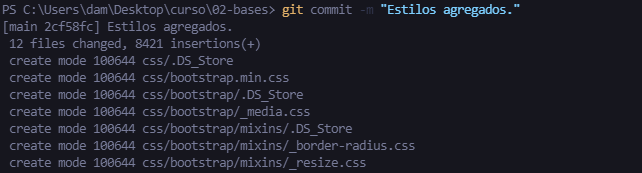 PS C:\Users\dam\Desktop\curso\02-bases> git commit -m "Estilos agregados."
[main 2cf58fc] Estilos agregados.
 12 files changed, 8421 insertions(+)
 create mode 100644 css/.DS_Store
 create mode 100644 css/bootstrap.min.css
 create mode 100644 css/bootstrap/.DS_Store
 create mode 100644 css/bootstrap/_media.css
 create mode 100644 css/bootstrap/mixins/.DS_Store
 create mode 100644 css/bootstrap/mixins/_border-radius.css
 create mode 100644 css/bootstrap/mixins/_resize.css